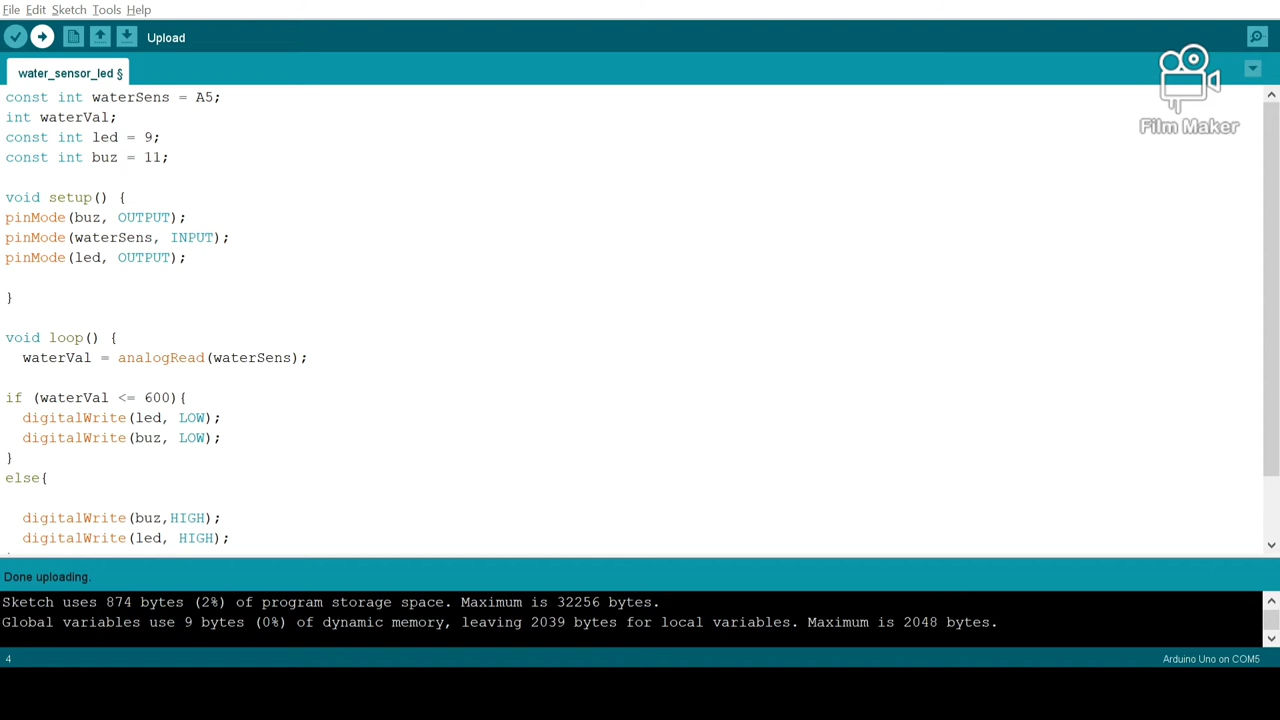 File Edit Sketch Tools Help
Upload
water_sensor_led §
Film Maker
const int waterSens = A5;
int waterVal;
const int led = 9;
const int buz = 11;
void setup() {
pinMode(buz, OUTPUT);
pinMode(waterSens, INPUT);
pinMode(led, OUTPUT);
}
void loop() {
waterVal = analogRead(waterSens);
if (waterVal <= 600){
digitalWrite(led, LOW);
digitalWrite(buz, LOW);
}
else{
digitalWrite(buz,HIGH);
digitalWrite(led, HIGH);
Done uploading.
Sketch uses 874 bytes (2%) of program storage space. Maximum is 32256 bytes.
Global variables use 9 bytes (0%) of dynamic memory, leaving 2039 bytes for local variables. Maximum is 2048 bytes.
4
Arduino Uno on COM5